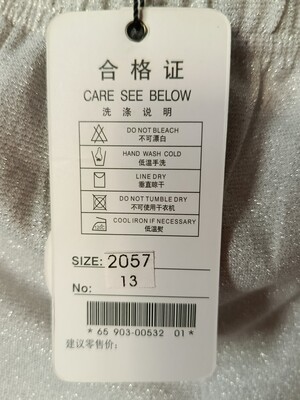 合格证
CARE SEE BELOW
洗涤说明
DO NOT BLEACH
不可漂白
HAND WASH COLD
低温手洗
LINE DRY
垂直晾干
DO NOT TUMBLE DRY
不可使用干衣机
COOL IRON IF NECESSARY
低温熨
SIZE: 2057
No: 13
* 65 903-00532 01 *
建议零售价: